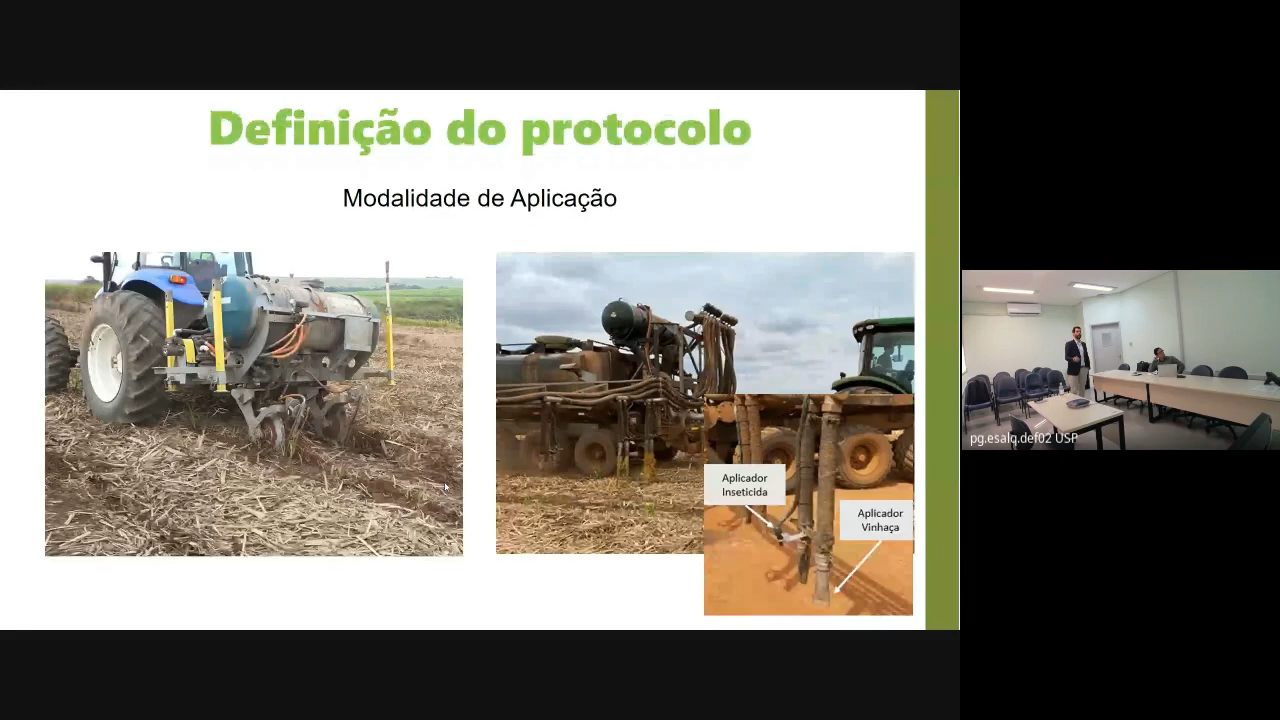 Definição do protocolo
Modalidade de Aplicação
Aplicador
Inseticida
Aplicador
Vinhaça
pg.esalq.def02 USP